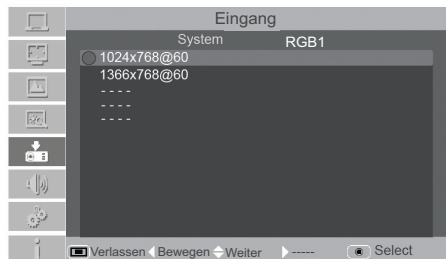 Eingang
System RGB1
1024x768@60
1366x768@60
- - - -
- - - -
- - - -
Verlassen Bewegen Weiter ----- Select